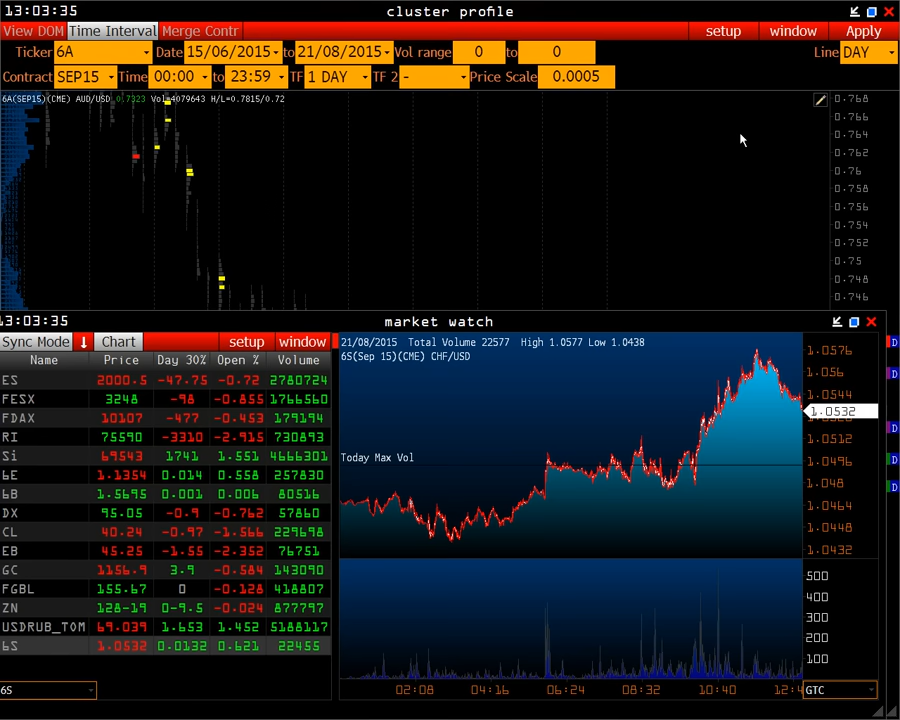 13:03:35 cluster profile
View DOM Time Interval Merge Contr setup window Apply
Ticker 6A Date 15/06/2015 to 21/08/2015 Vol range 0 to 0 Line DAY
Contract SEP15 Time 00:00 to 23:59 TF 1 DAY TF 2 - Price Scale 0.0005
6A(SEP15)(CME) AUD/USD 0.7323 Vol=4079643 H/L=0.7815/0.72
0.768
0.766
0.764
0.762
0.76
0.758
0.756
0.754
0.752
0.75
0.748
0.746
13:03:35 market watch
Sync Mode ↓ Chart setup window
Name Price Day 30% Open % Volume
ES 2000.5 -47.75 -0.72 2780724
FESX 3248 -98 -0.855 1766560
FDAX 10107 -477 -0.453 179194
RI 75590 -3310 -2.915 730893
Si 69543 1741 1.551 4666301
6E 1.1354 0.014 0.558 257830
6B 1.5695 0.001 0.006 80516
DX 95.05 -0.9 -0.762 57860
CL 40.24 -0.97 -1.566 229698
EB 45.25 -1.55 -2.352 76751
GC 1156.9 3.9 -0.584 143090
FGBL 155.67 0 -0.128 418807
ZN 128-19 0-9.5 -0.024 877797
USDRUB_TOM 69.039 1.653 1.452 5188117
6S 1.0532 0.0132 0.621 22455
6S
21/08/2015 Total Volume 22577 High 1.0577 Low 1.0438
6S(Sep 15)(CME) CHF/USD
Today Max Vol
1.0576
1.056
1.0544
1.0532
1.0512
1.0496
1.048
1.0464
1.0448
1.0432
500
400
300
200
100
02:08 04:16 06:24 08:32 10:40 12:4
GTC
D
D
D
D
D